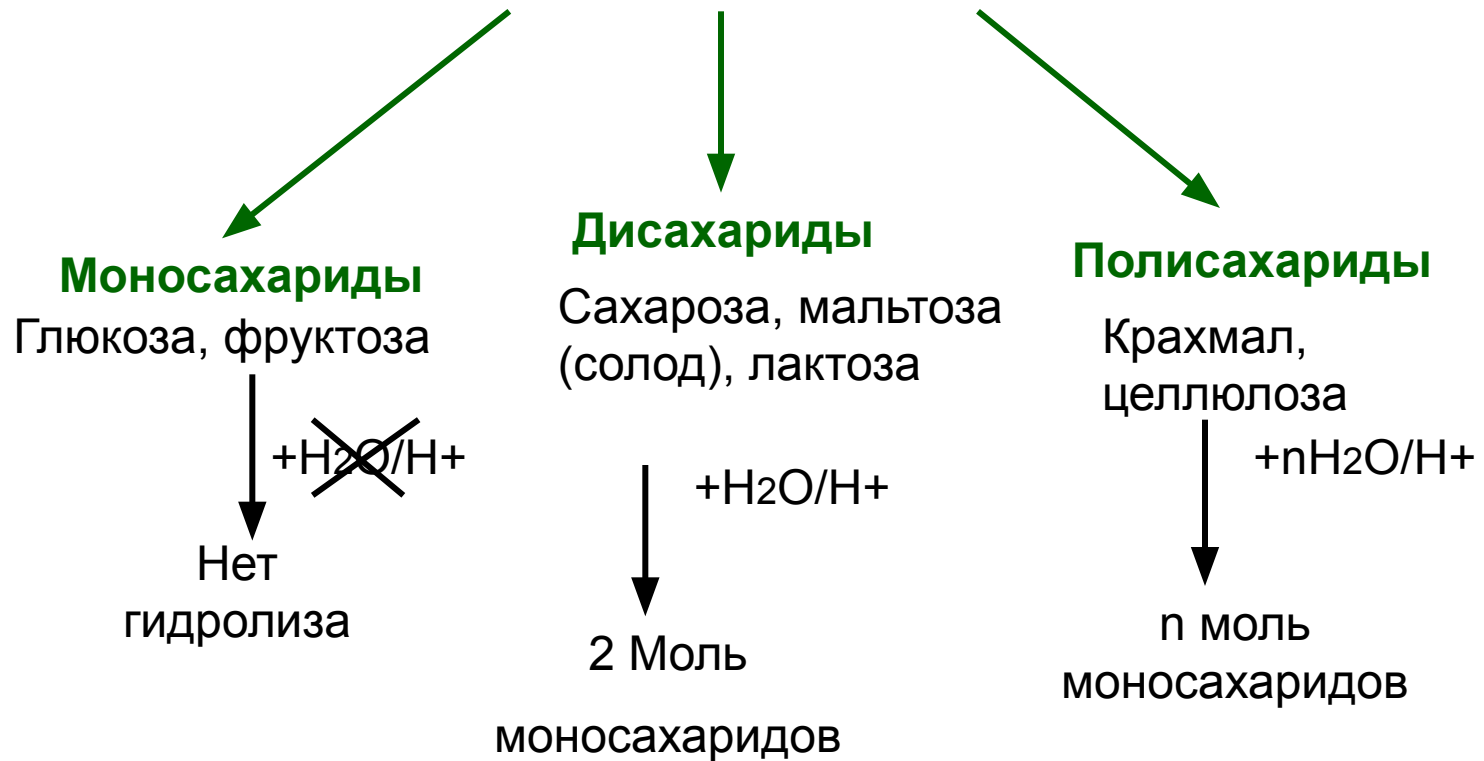 Моносахариды
Глюкоза, фруктоза
+H2O/H+
Нет
гидролиза
Дисахариды
Сахароза, мальтоза
(солод), лактоза
+H2O/H+
2 Моль
моносахаридов
Полисахариды
Крахмал,
целлюлоза
+nH2O/H+
n моль
моносахаридов